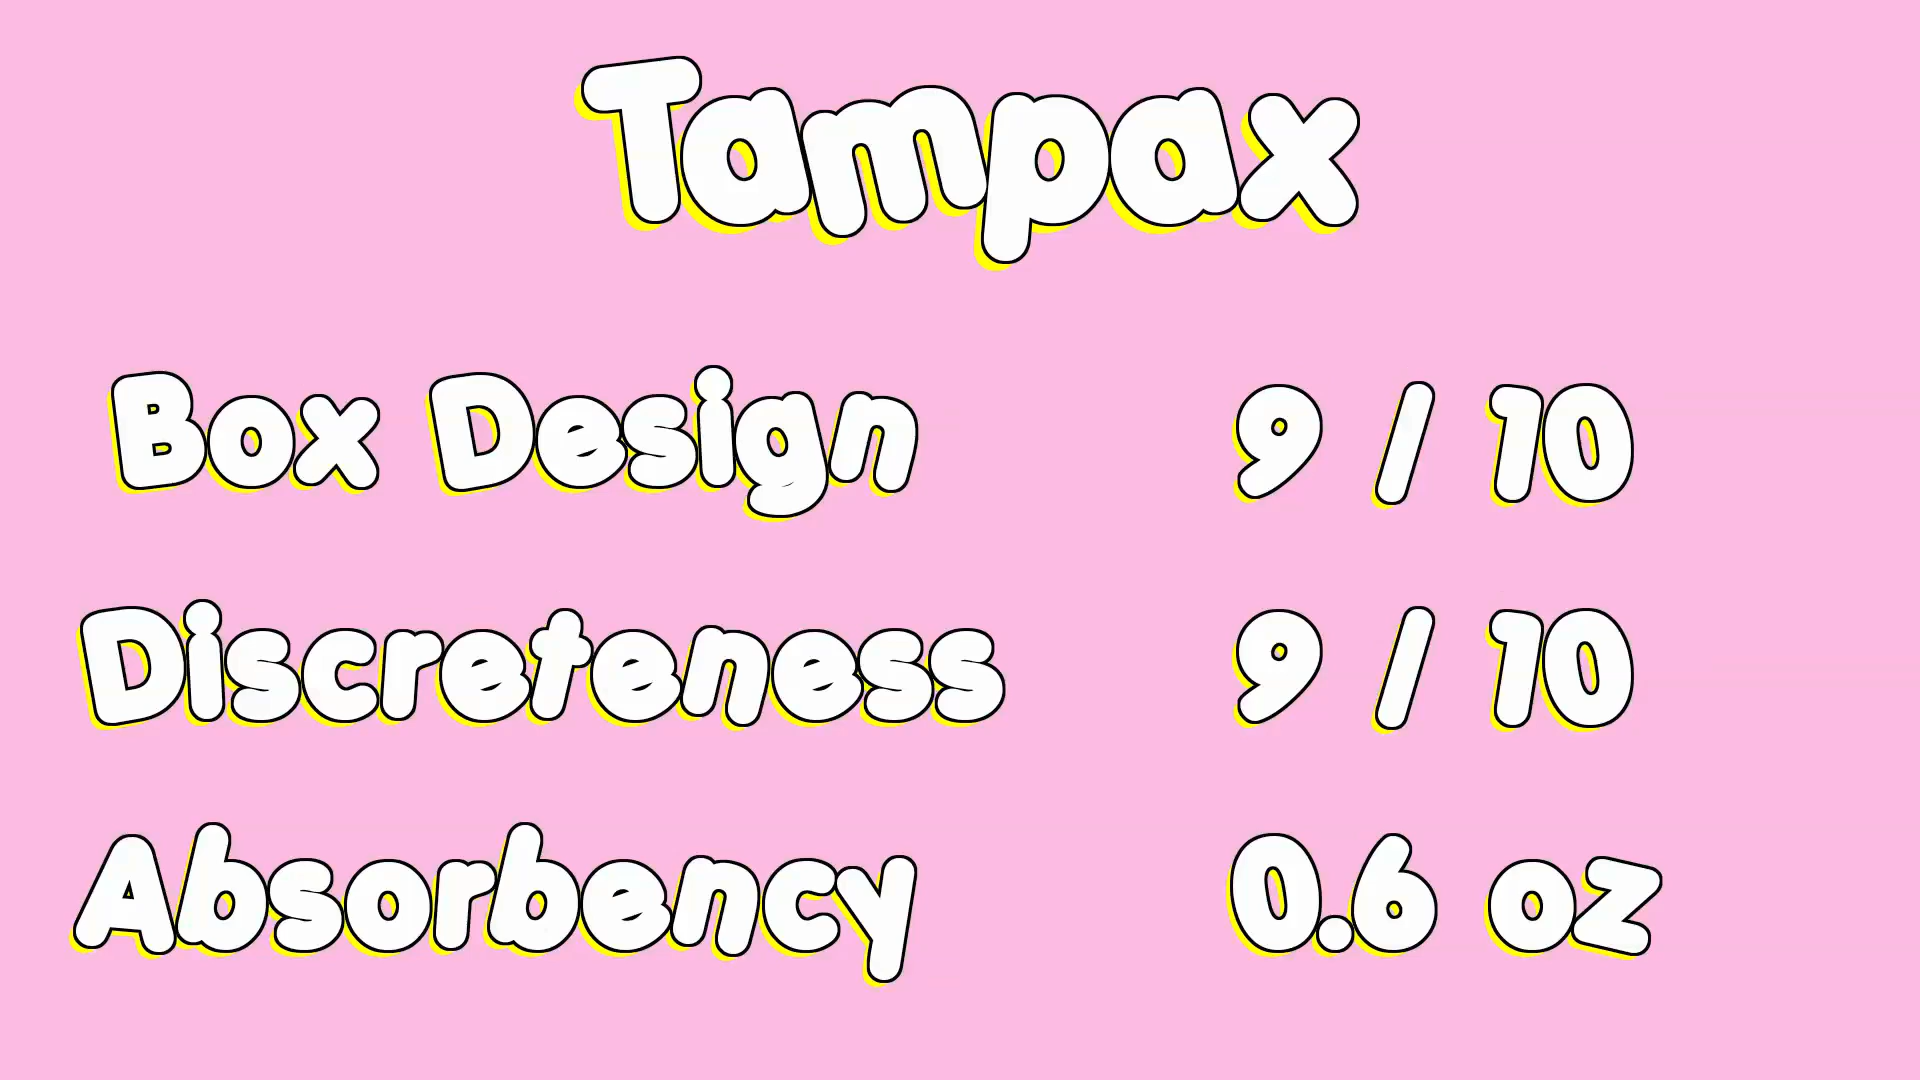 Tampax
Box Design 9 / 10
Discreteness 9 / 10
Absorbency 0.6 oz